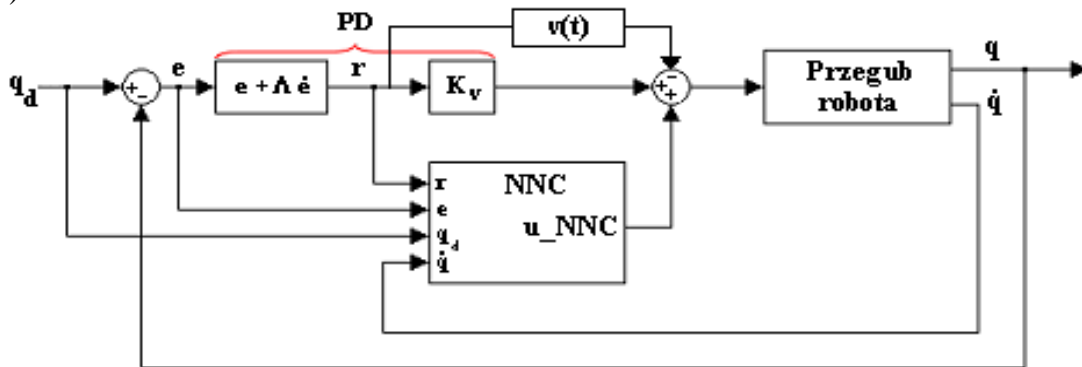 )
PD
v(t)
q_d
+
-
e
e + Λ ė
r
K_v
-
+
+
Przegub
robota
q
q̇
r
NNC
e
u_NNC
q_d
q̇